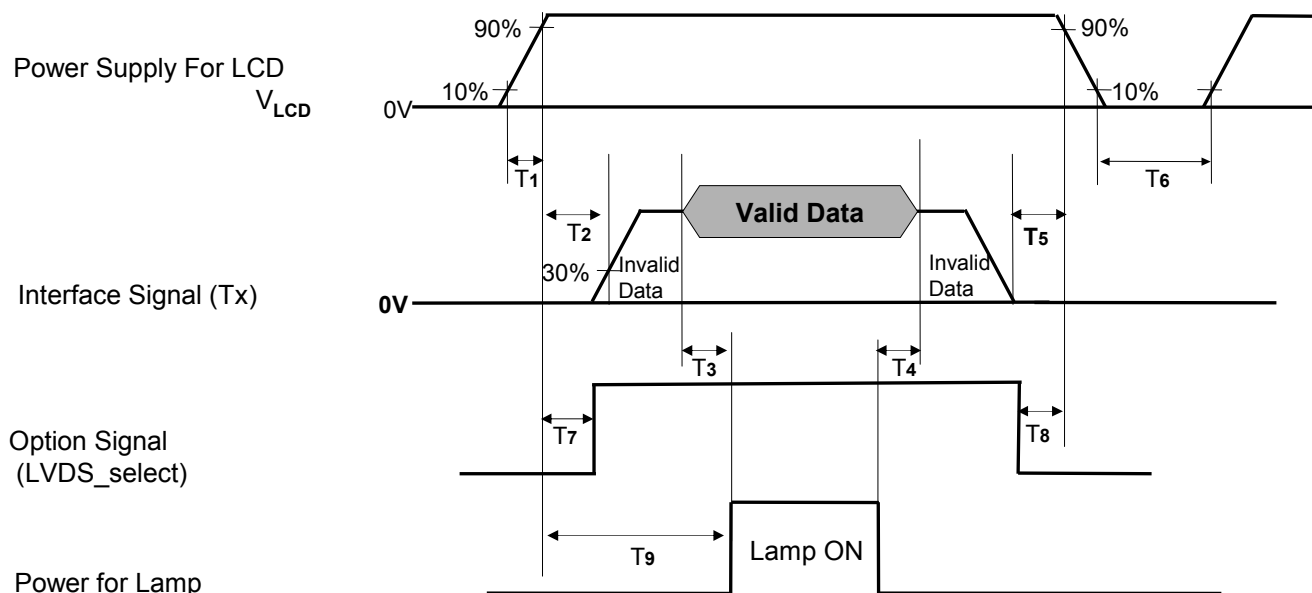 90%
90%
Power Supply For LCD
VLCD
10%
10%
0V
T1
T6
Valid Data
T2
T5
30%
Invalid
Data
Invalid
Data
Interface Signal (Tx)
0V
T3
T4
T7
T8
Option Signal
(LVDS_select)
T9
Lamp ON
Power for Lamp